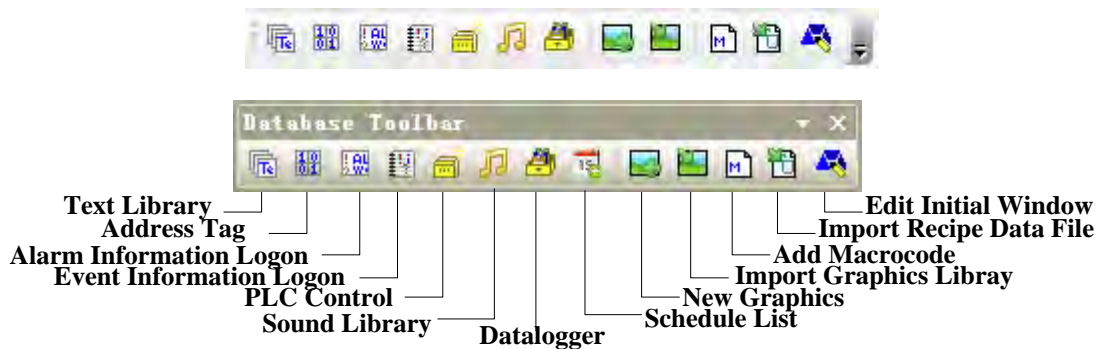 Database Toolbar
Text Library
Edit Initial Window
Address Tag
Import Recipe Data File
Alarm Information Logon
Add Macrocode
Event Information Logon
Import Graphics Libray
PLC Control
New Graphics
Sound Library
Schedule List
Datalogger